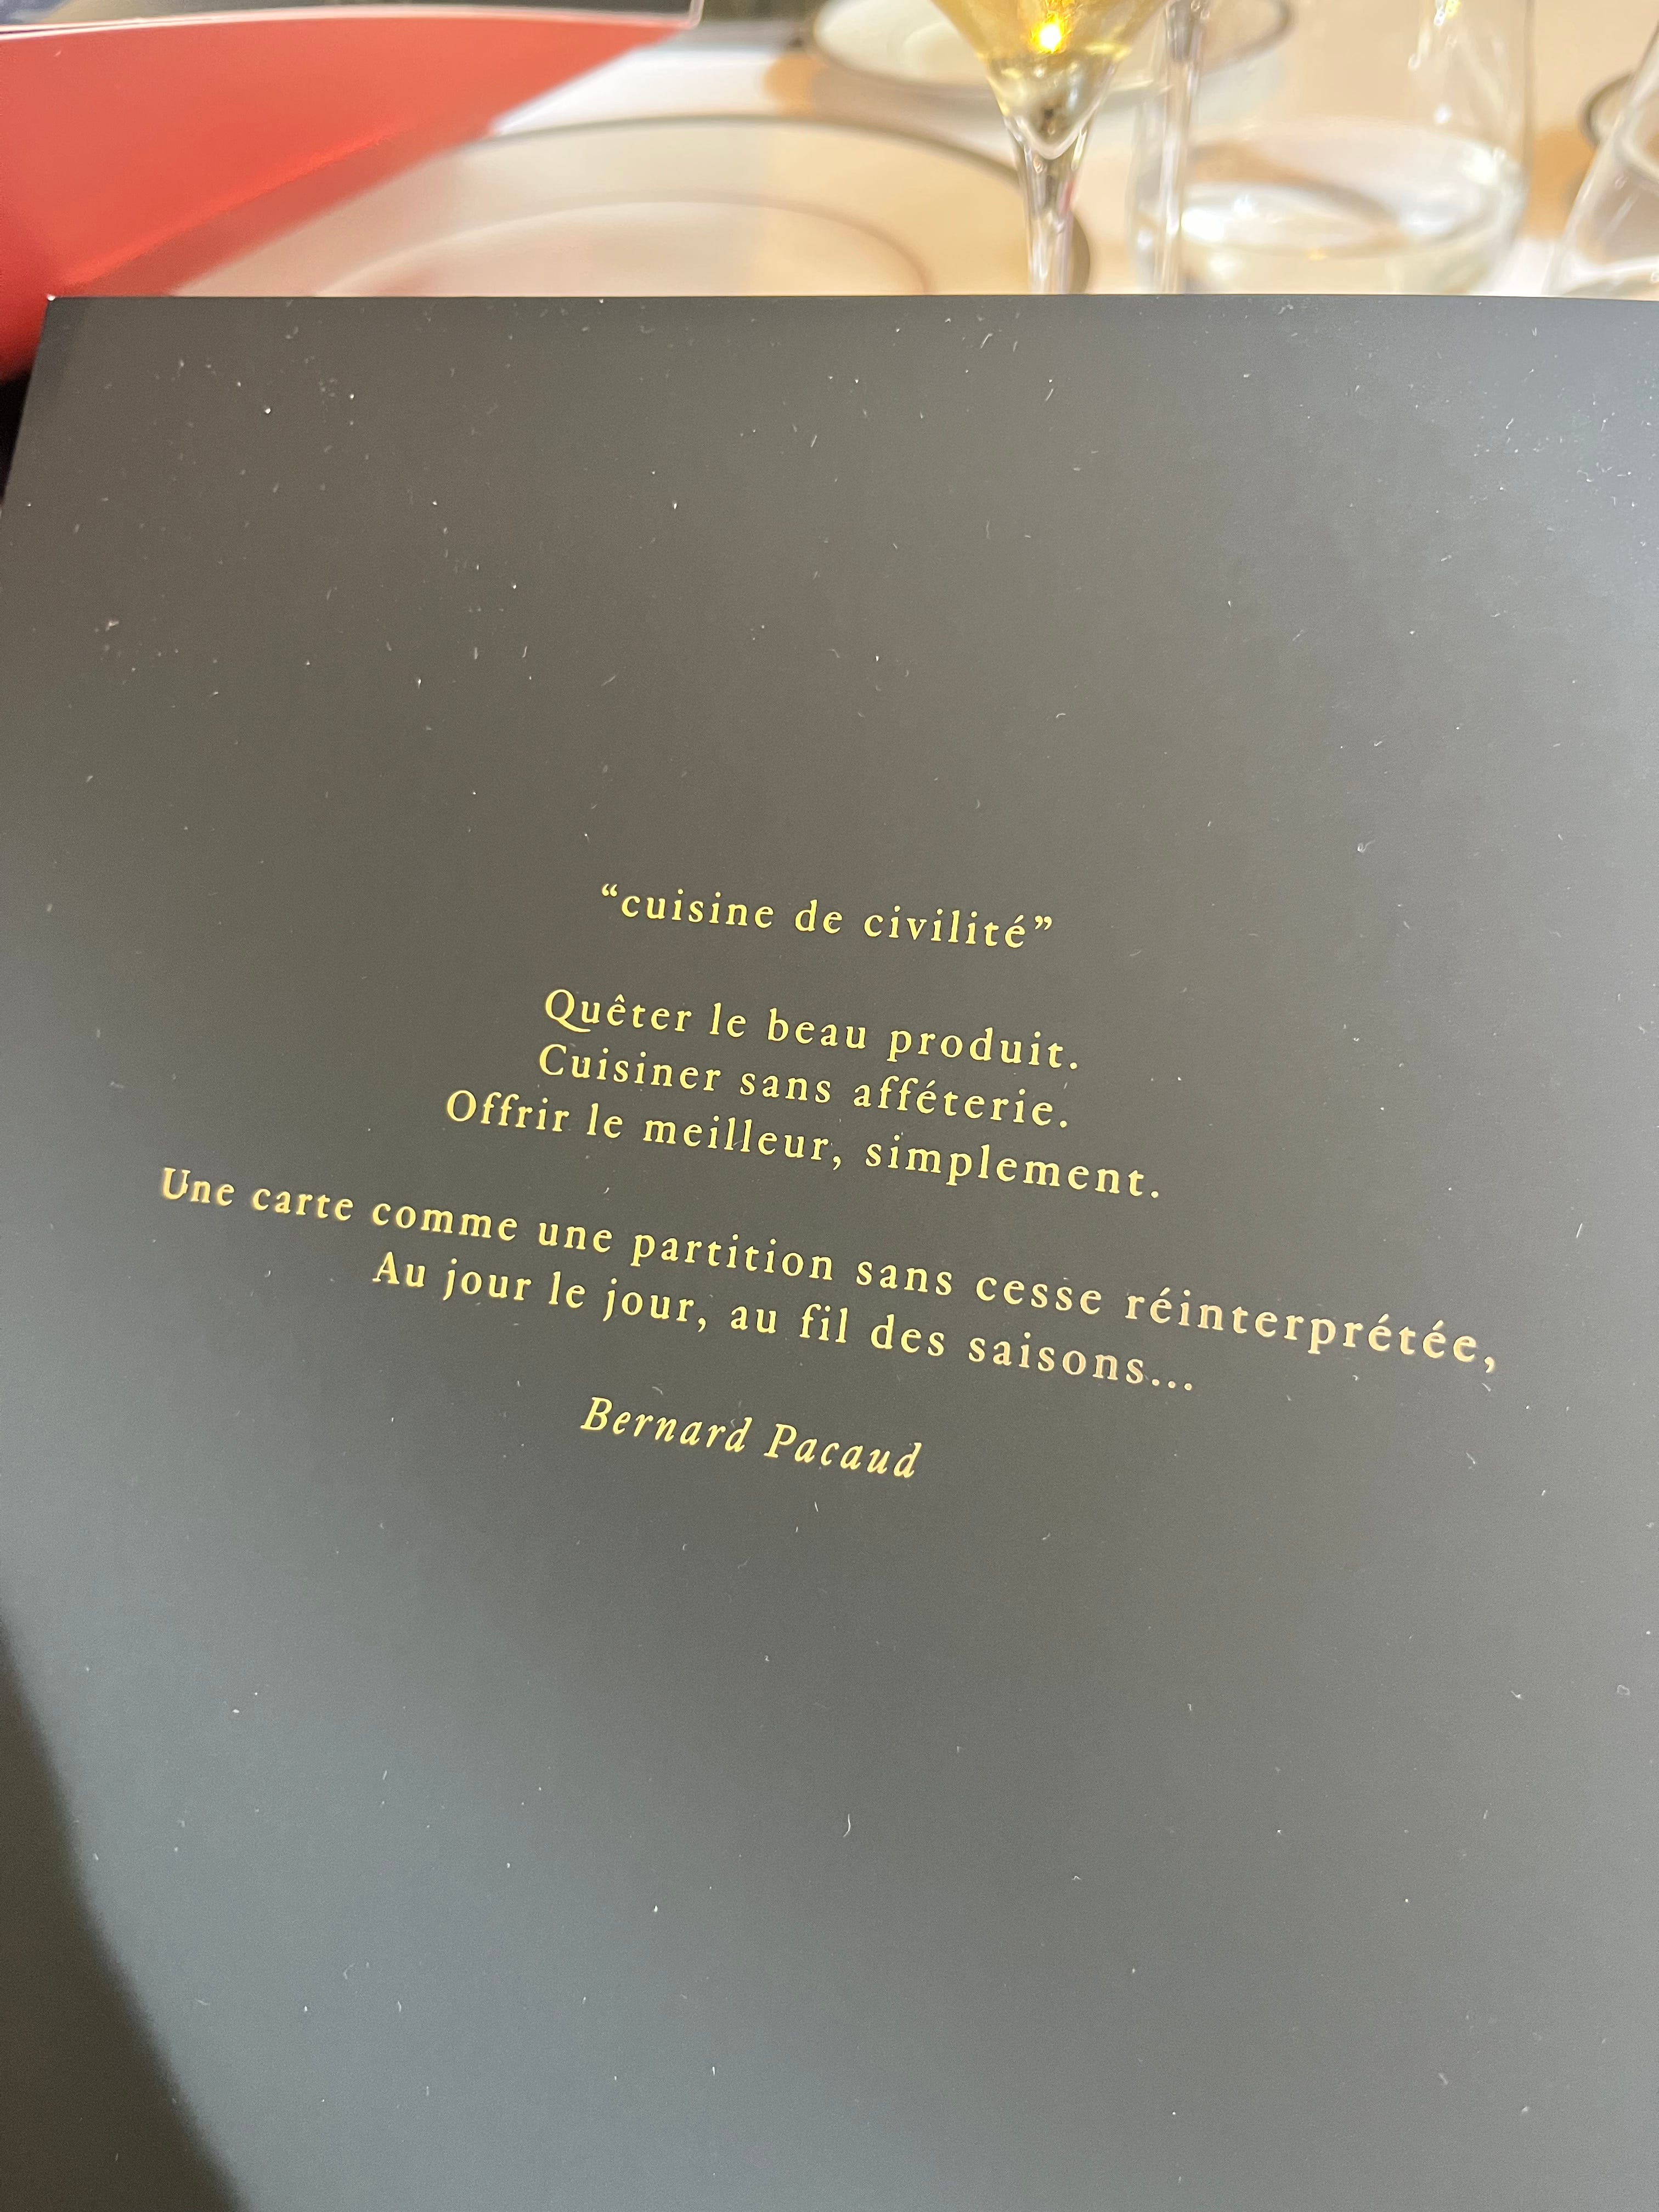 “cuisine de civilité”
Quêter le beau produit.
Cuisiner sans afféterie.
Offrir le meilleur, simplement.
Une carte comme une partition sans cesse réinterprétée,
Au jour le jour, au fil des saisons...
Bernard Pacaud